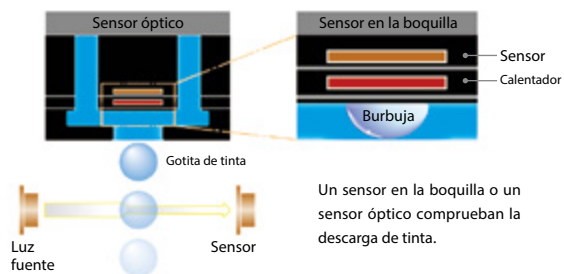 Sensor óptico
Sensor en la boquilla
Sensor
Calentador
Burbuja
Gotita de tinta
Luz
fuente
Sensor
Un sensor en la boquilla o un
sensor óptico comprueban la
descarga de tinta.